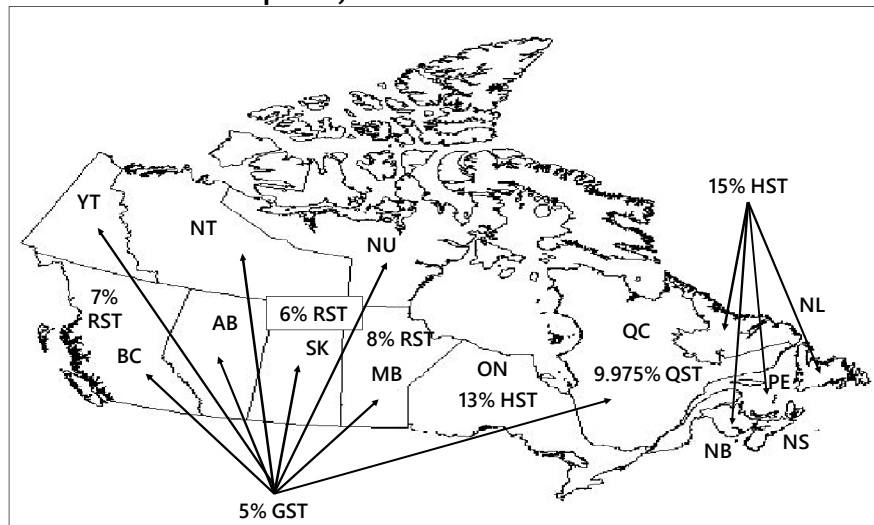 YT
NT
NU
15% HST
7%
RST
6% RST
NL
AB
8% RST
QC
BC
SK
MB
ON
13% HST
9.975% QST
PE
NB
NS
5% GST